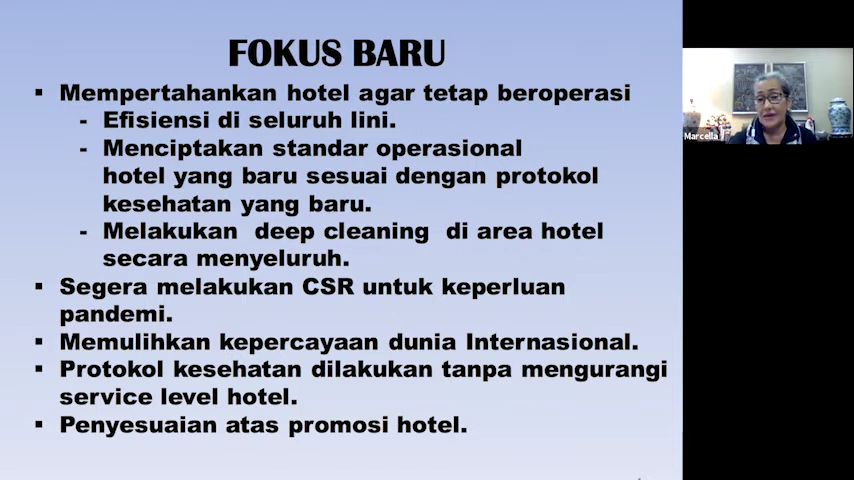 FOKUS BARU
▪ Mempertahankan hotel agar tetap beroperasi
- Efisiensi di seluruh lini.
- Menciptakan standar operasional
hotel yang baru sesuai dengan protokol
kesehatan yang baru.
- Melakukan deep cleaning di area hotel
secara menyeluruh.
▪ Segera melakukan CSR untuk keperluan
pandemi.
▪ Memulihkan kepercayaan dunia Internasional.
▪ Protokol kesehatan dilakukan tanpa mengurangi
service level hotel.
▪ Penyesuaian atas promosi hotel.
Marcella